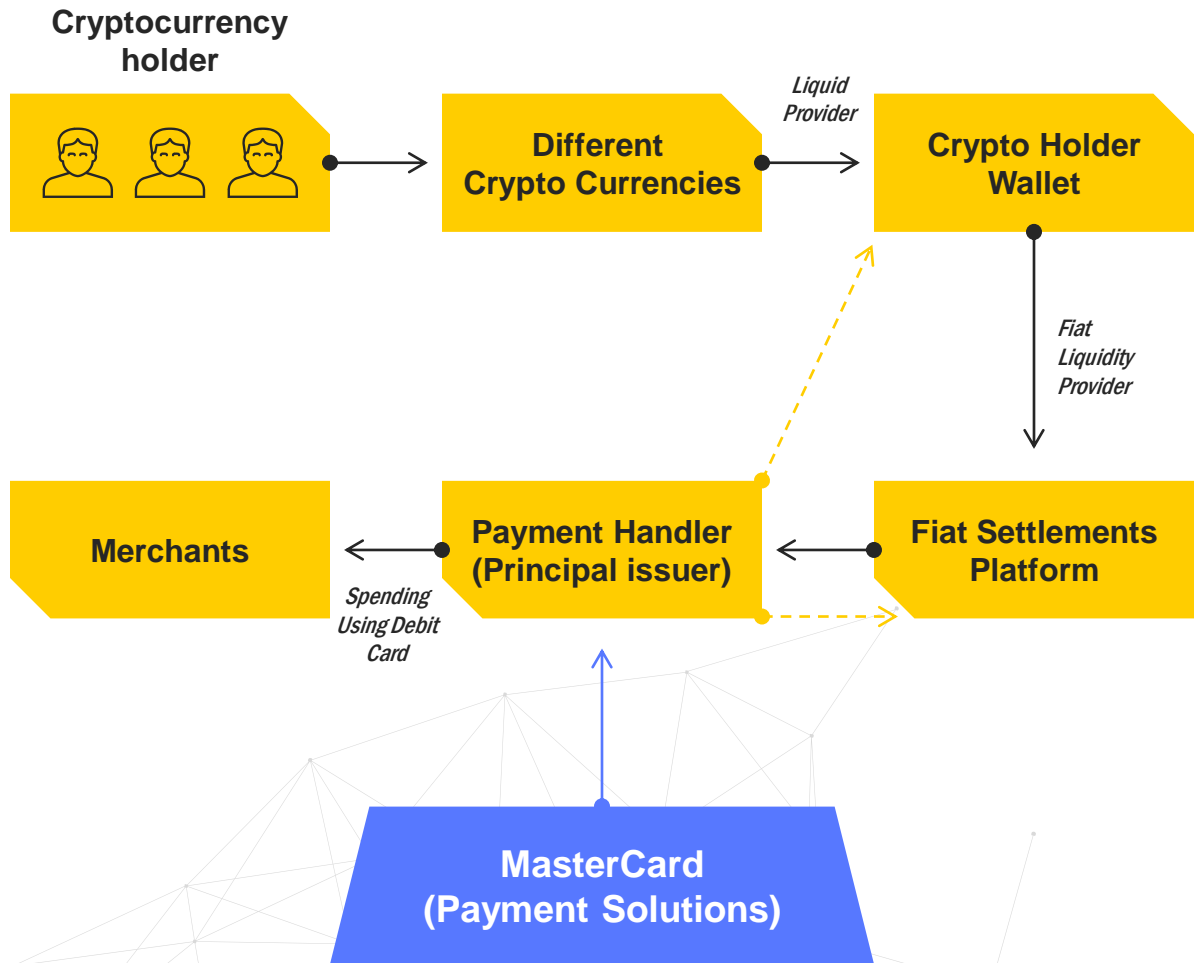 Cryptocurrency
holder
Different
Crypto Currencies
Liquid
Provider
Crypto Holder
Wallet
Fiat
Liquidity
Provider
Merchants
Spending
Using Debit
Card
Payment Handler
(Principal issuer)
Fiat Settlements
Platform
MasterCard
(Payment Solutions)